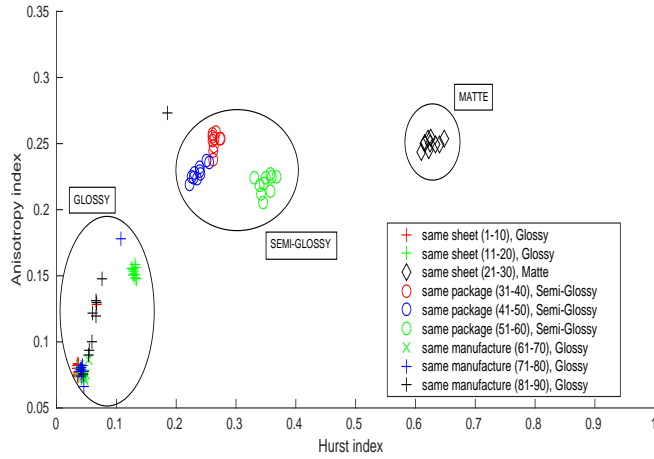 0.35
0.3
0.25
0.2
0.15
0.1
0.05
Anisotropy index
MATTE
GLOSSY
SEMI-GLOSSY
same sheet (1-10), Glossy
same sheet (11-20), Glossy
same sheet (21-30), Matte
same package (31-40), Semi-Glossy
same package (41-50), Semi-Glossy
same package (51-60), Semi-Glossy
same manufacture (61-70), Glossy
same manufacture (71-80), Glossy
same manufacture (81-90), Glossy
0 0.1 0.2 0.3 0.4 0.5 0.6 0.7 0.8 0.9 1
Hurst index